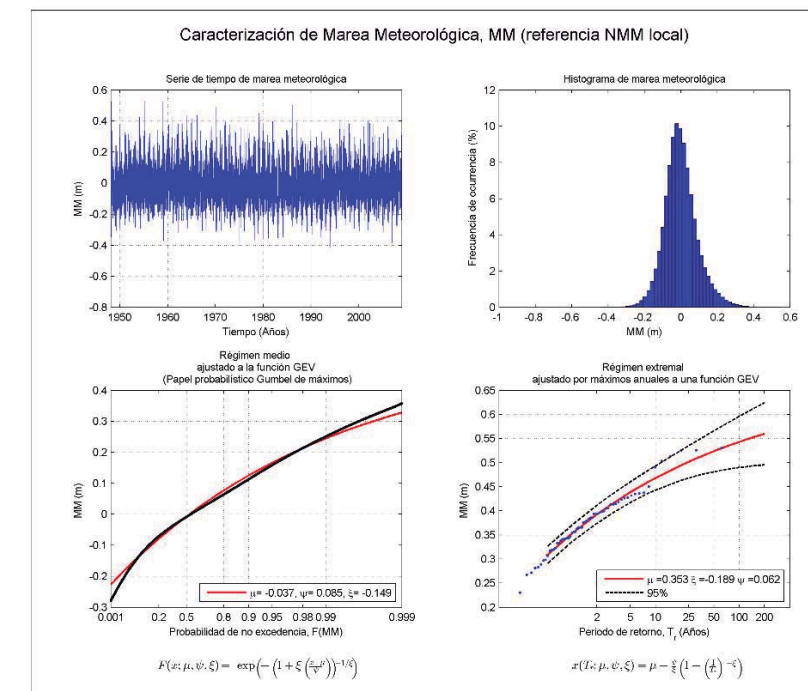 Caracterización de Marea Meteorológica, MM (referencia NMM local)
Serie de tiempo de marea meteorológica
0.6
0.4
0.2
0
-0.2
-0.4
-0.6
-0.8
MM (m)
1950 1960 1970 1980 1990 2000
Tiempo (Años)
Histograma de marea meteorológica
12
10
8
6
4
2
0
Frecuencia de ocurrencia (%)
-1 -0.8 -0.6 -0.4 -0.2 0 0.2 0.4 0.6
MM (m)
Régimen medio
ajustado a la función GEV
(Papel probabilístico Gumbel de máximos)
0.4
0.3
0.2
0.1
0
-0.1
-0.2
-0.3
MM (m)
μ= -0.037, ψ= 0.085, ξ= -0.149
0.001 0.2 0.5 0.8 0.9 0.95 0.98 0.99 0.999
Probabilidad de no excedencia, F(MM)
F(x; μ, ψ, ξ) = exp(-(1 + ξ((x-μ)/ψ))^-1/ξ)
Régimen extremal
ajustado por máximos anuales a una función GEV
0.65
0.6
0.55
0.5
0.45
0.4
0.35
0.3
0.25
0.2
MM (m)
μ =0.353 ξ =-0.189 ψ =0.062
95%
2 5 10 20 25 50 100 200
Periodo de retorno, Tr (Años)